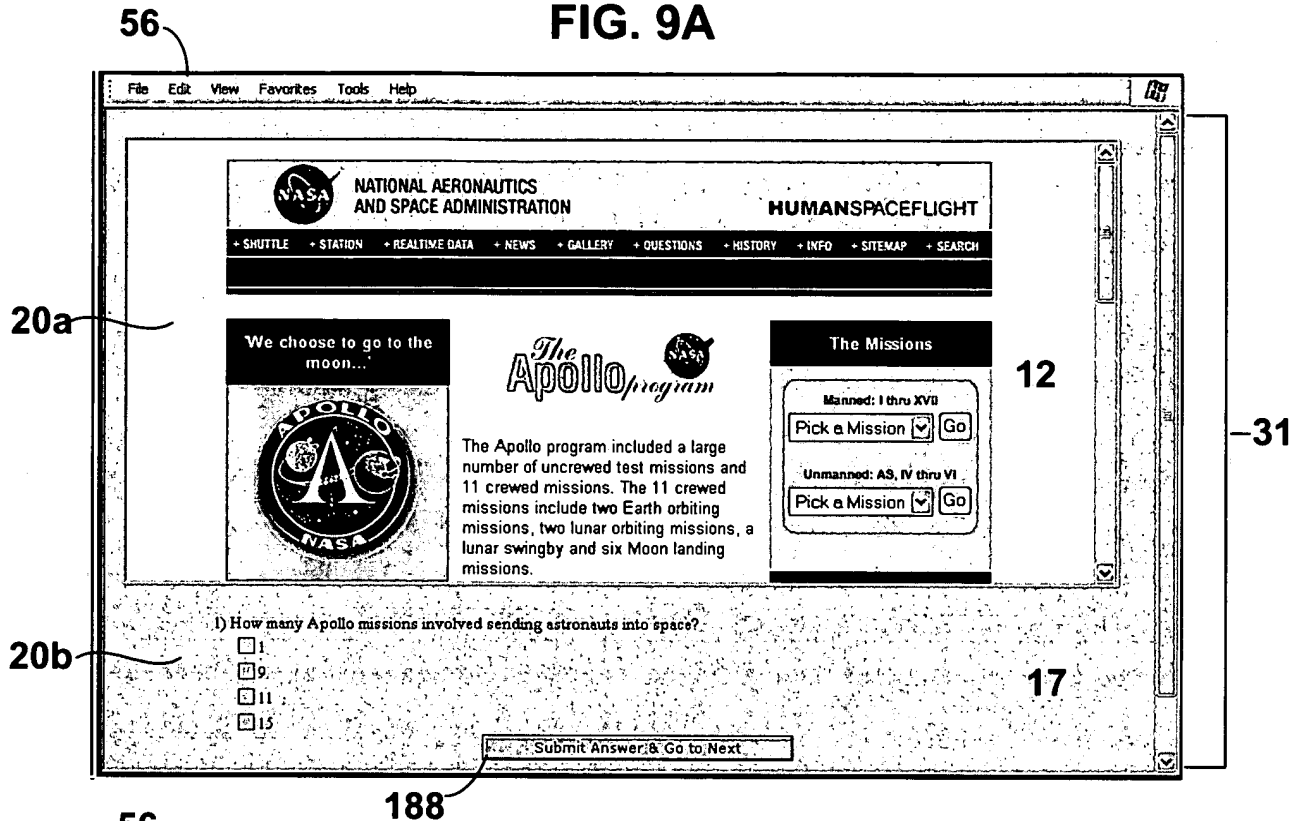 FIG. 9A
56
File Edit View Favorites Tools Help
NASA
NATIONAL AERONAUTICS
AND SPACE ADMINISTRATION
HUMANSPACEFLIGHT
+ SHUTTLE + STATION + REALTIME DATA + NEWS + GALLERY + QUESTIONS + HISTORY + INFO + SITEMAP + SEARCH
20a
'We choose to go to the
moon...'
APOLLO
A
NASA
The
Apollo program
NASA
The Apollo program included a large
number of uncrewed test missions and
11 crewed missions. The 11 crewed
missions include two Earth orbiting
missions, two lunar orbiting missions, a
lunar swingby and six Moon landing
missions.
The Missions
Manned: I thru XVII
Pick a Mission Go
Unmanned: AS, IV thru VI
Pick a Mission Go
12
31
20b
1) How many Apollo missions involved sending astronauts into space?
1
9
11
15
17
Submit Answer & Go to Next
188
56